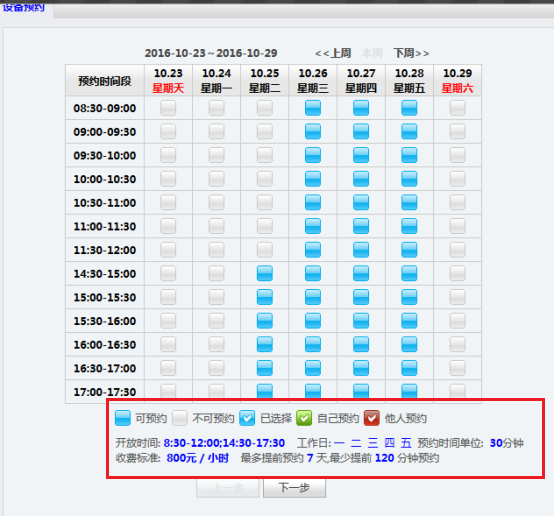 设备预约
2016-10-23～2016-10-29 <<上周 本周 下周>>
预约时间段 10.23 10.24 10.25 10.26 10.27 10.28 10.29
星期天 星期一 星期二 星期三 星期四 星期五 星期六
08:30-09:00
09:00-09:30
09:30-10:00
10:00-10:30
10:30-11:00
11:00-11:30
11:30-12:00
14:30-15:00
15:00-15:30
15:30-16:00
16:00-16:30
16:30-17:00
17:00-17:30
可预约 不可预约 已选择 自己预约 他人预约
开放时间: 8:30-12:00;14:30-17:30 工作日: 一 二 三 四 五 预约时间单位: 30分钟
收费标准: 800元 / 小时 最多提前预约 7 天,最少提前 120 分钟预约
上一步 下一步